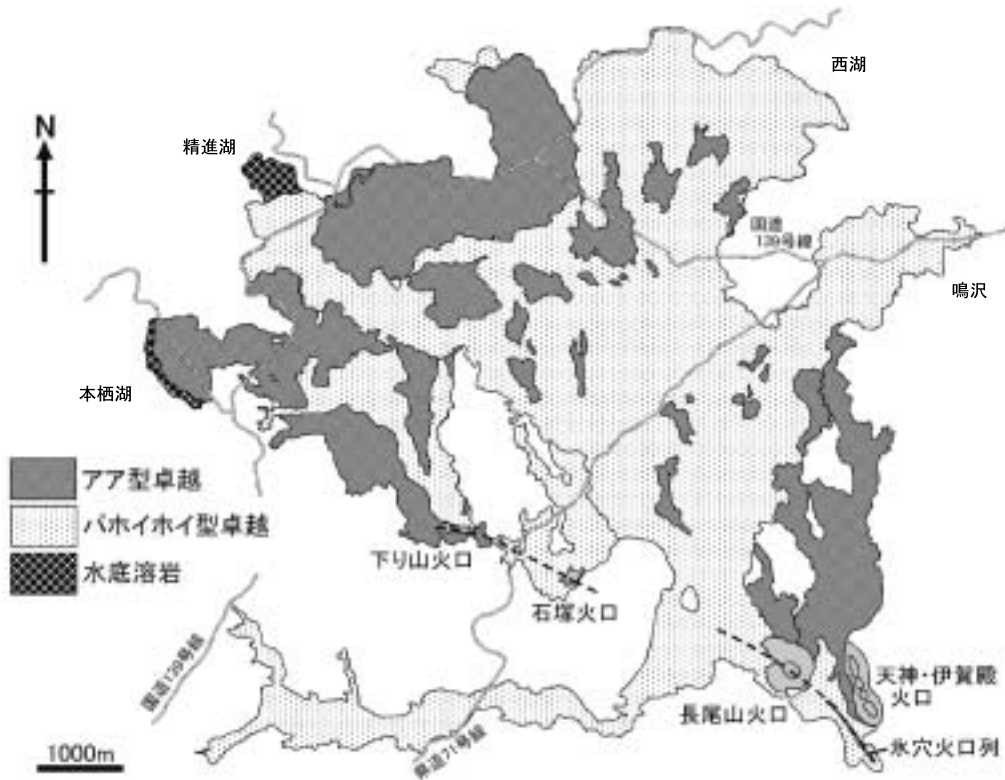 西湖
N
精進湖
国道
139号線
鳴沢
本栖湖
アア型卓越
パホイホイ型卓越
水底溶岩
下り山火口
石塚火口
国道139号線
天神・伊賀殿
火口
長尾山火口
県道71号線
氷穴火口列
1000m